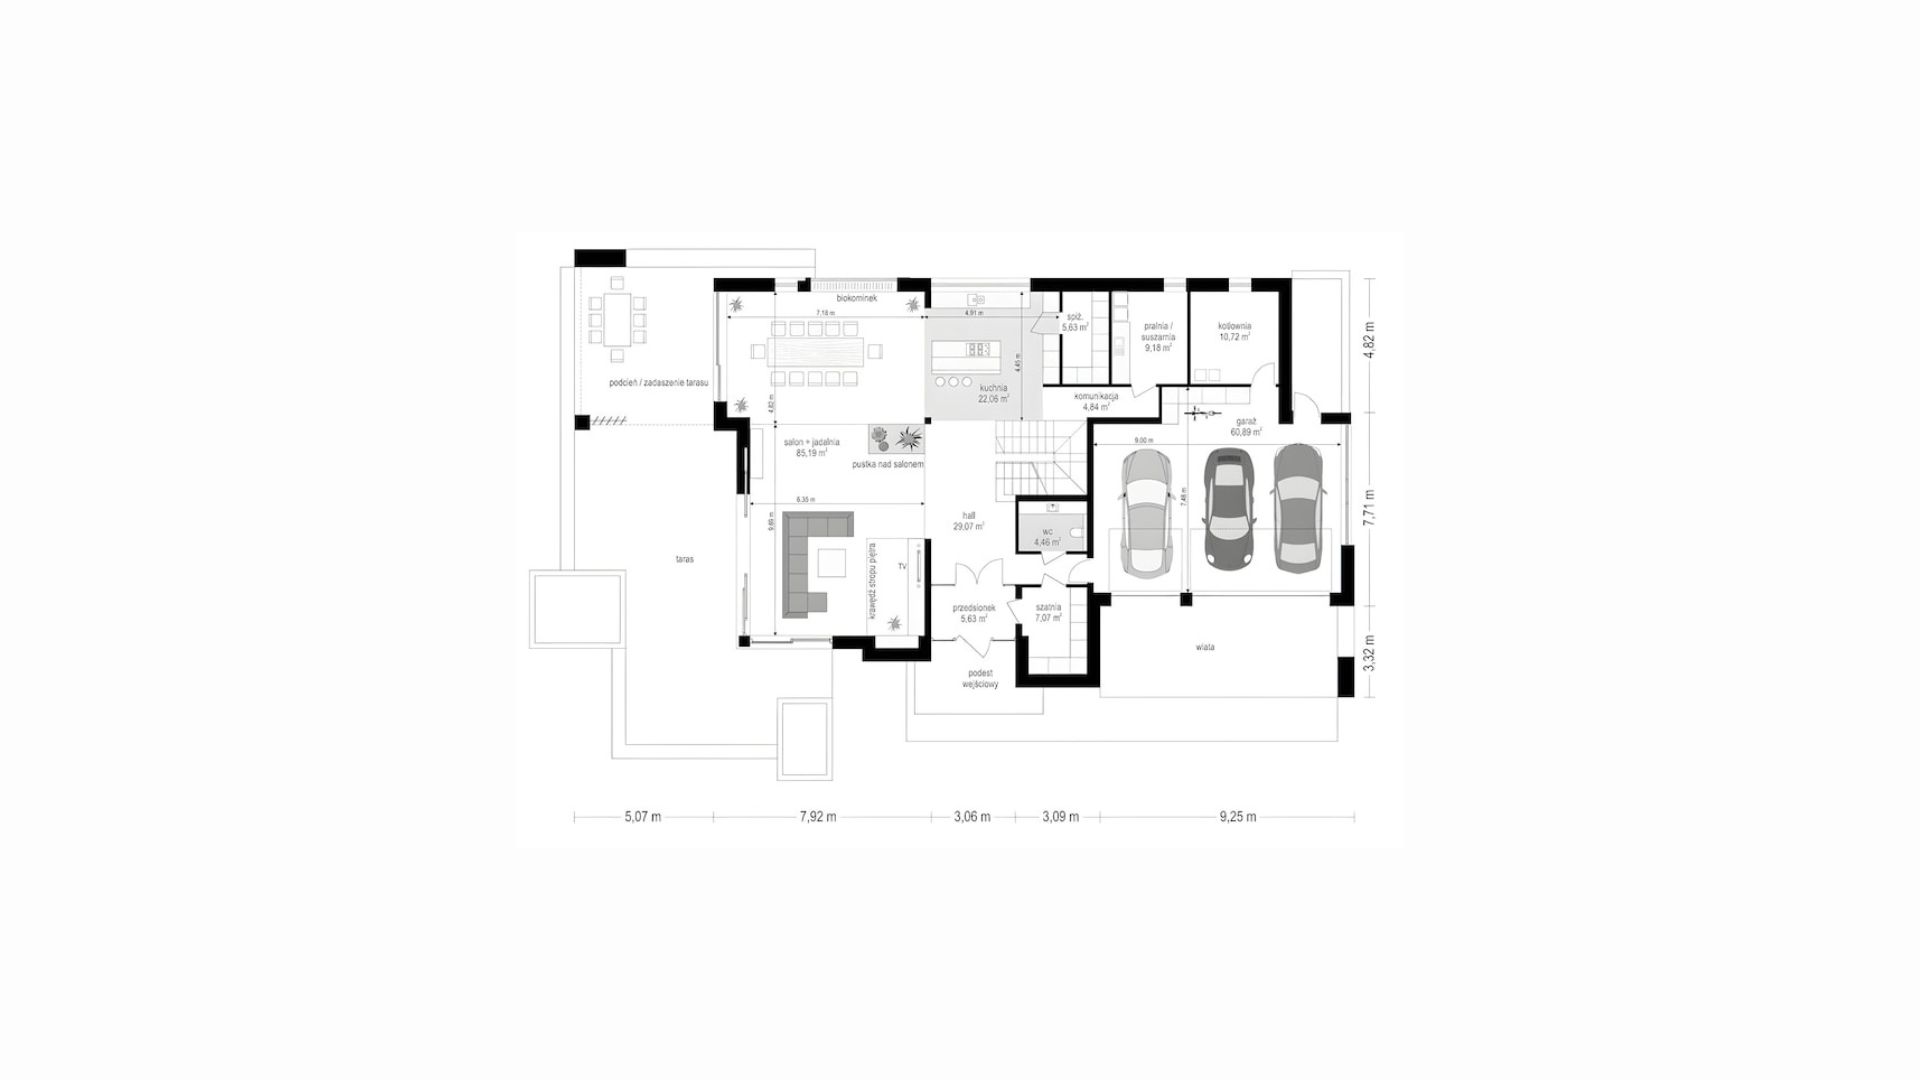 biokominek
7,18 m
4,91 m
spiż.
5,63 m²
pralnia /
suszarnia
9,18 m²
kotłownia
10,72 m²
4,82 m
4,45 m
podcień / zadaszenie tarasu
kuchnia
22,06 m²
komunikacja
4,84 m²
4,82 m
garaż
60,89 m²
9.00 m
salon + jadalnia
85,19 m²
pustka nad salonem
6.35 m
7,48 m
7,71 m
9,69 m
hall
29,07 m²
wc
4,46 m²
taras
krawędź stropu piętra
TV
przedsionek
5,63 m²
szatnia
7,07 m²
wiata
3,32 m
podest
wejściowy
5,07 m
7,92 m
3,06 m
3,09 m
9,25 m